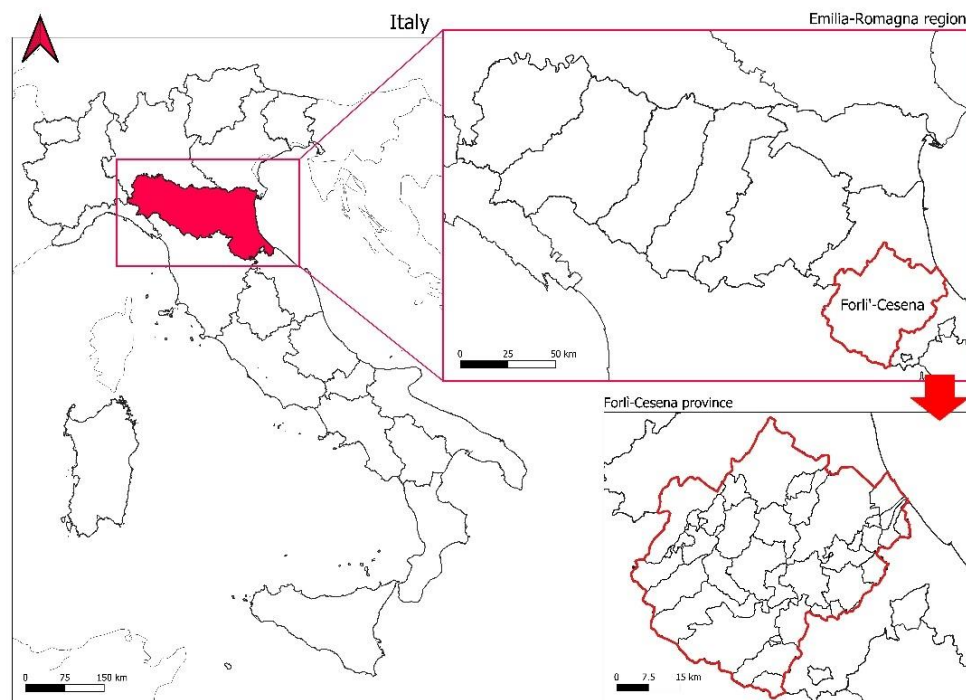 Italy
Emilia-Romagna region
Forli'-Cesena
0 25 50 km
Forlì-Cesena province
0 75 150 km
0 7.5 15 km